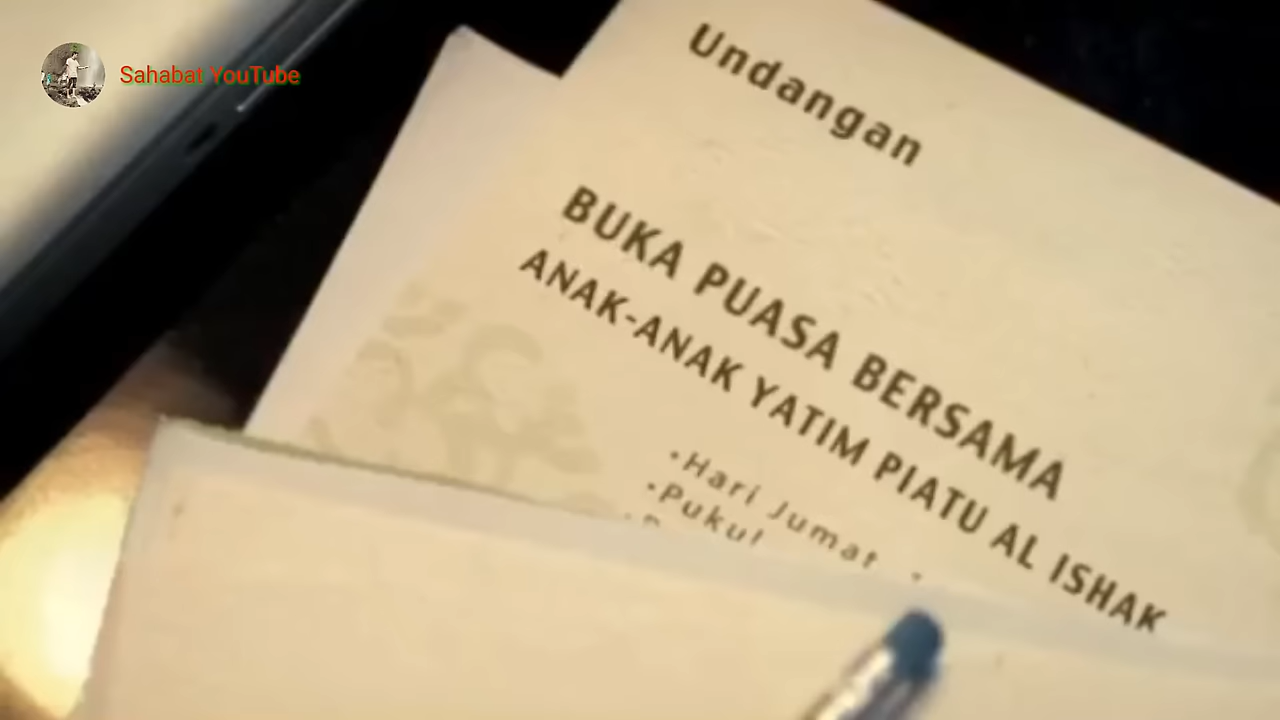 Sahabat YouTube
Undangan
BUKA PUASA BERSAMA
ANAK-ANAK YATIM PIATU AL ISHAK
•Hari Jumat
•Pukul